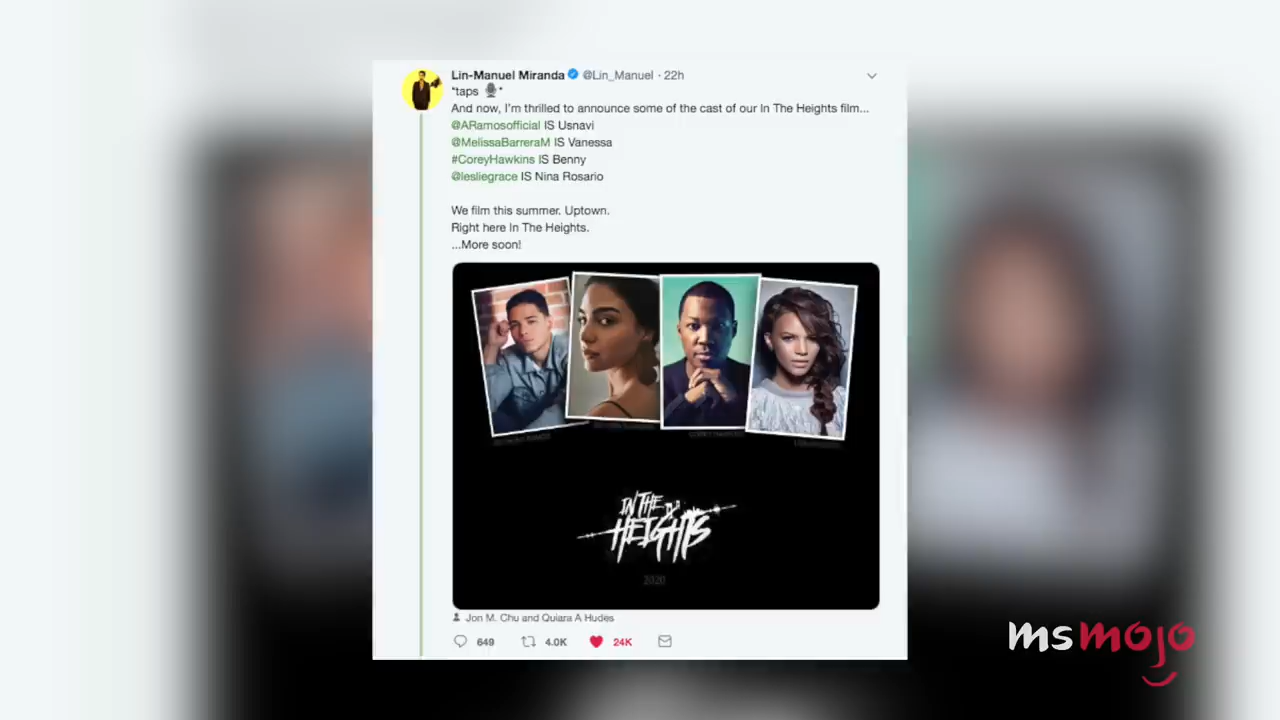 Lin-Manuel Miranda @Lin_Manuel · 22h
*taps 🎙*
And now, I'm thrilled to announce some of the cast of our In The Heights film...
@ARamosofficial IS Usnavi
@MelissaBarreraM IS Vanessa
#CoreyHawkins IS Benny
@lesliegrace IS Nina Rosario
We film this summer. Uptown.
Right here In The Heights.
...More soon!
IN THE
HEIGHTS
2020
Jon M. Chu and Quiara A Hudes
649 4.0K 24K
msmojo